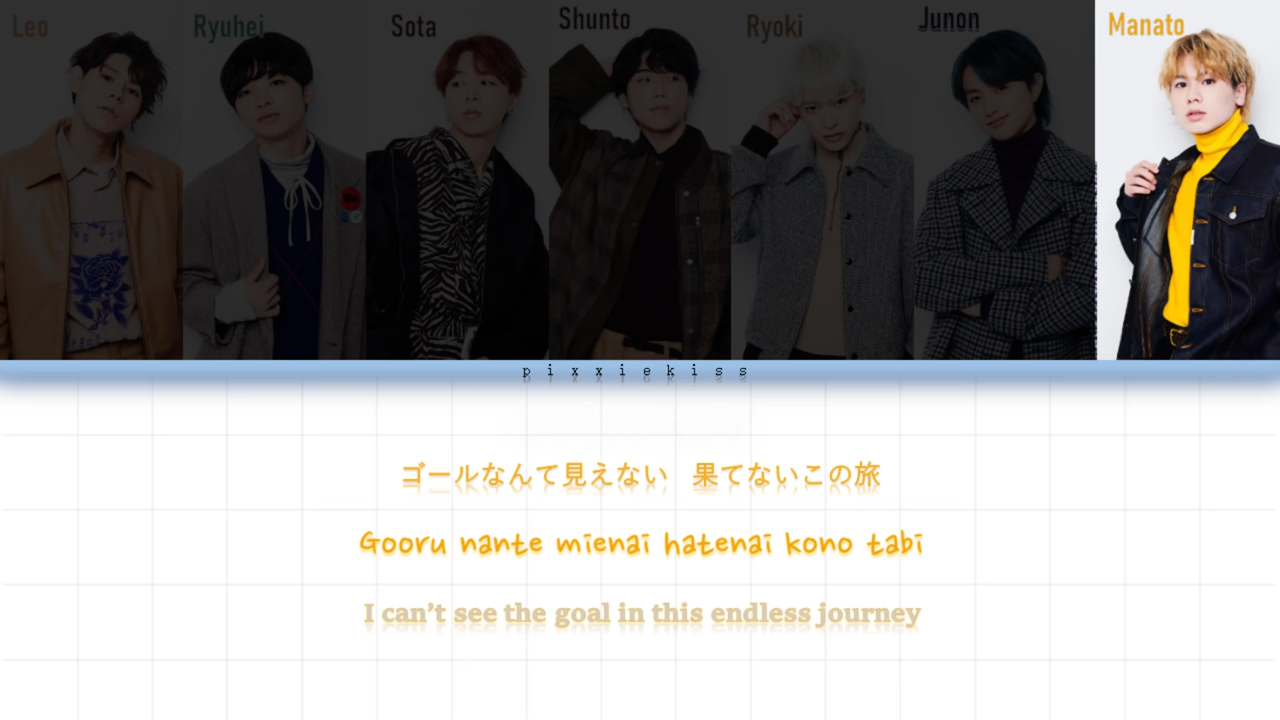 Leo
Ryuhei
Sota
Shunto
Ryoki
Junon
Manato
pixxiekiss
ゴールなんて見えない 果てないこの旅
Gooru nante mienai hatenai kono tabi
I can't see the goal in this endless journey